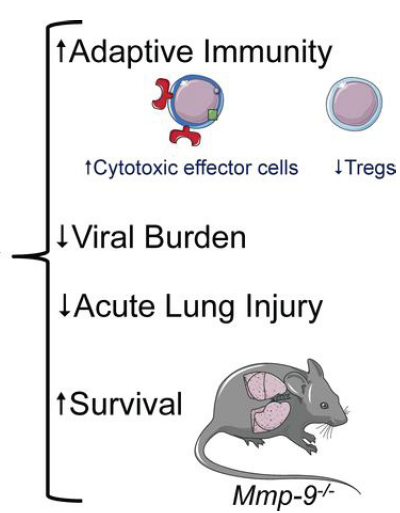 ↑Adaptive Immunity
↑Cytotoxic effector cells ↓Tregs
↓Viral Burden
↓Acute Lung Injury
↑Survival
Mmp-9-/-